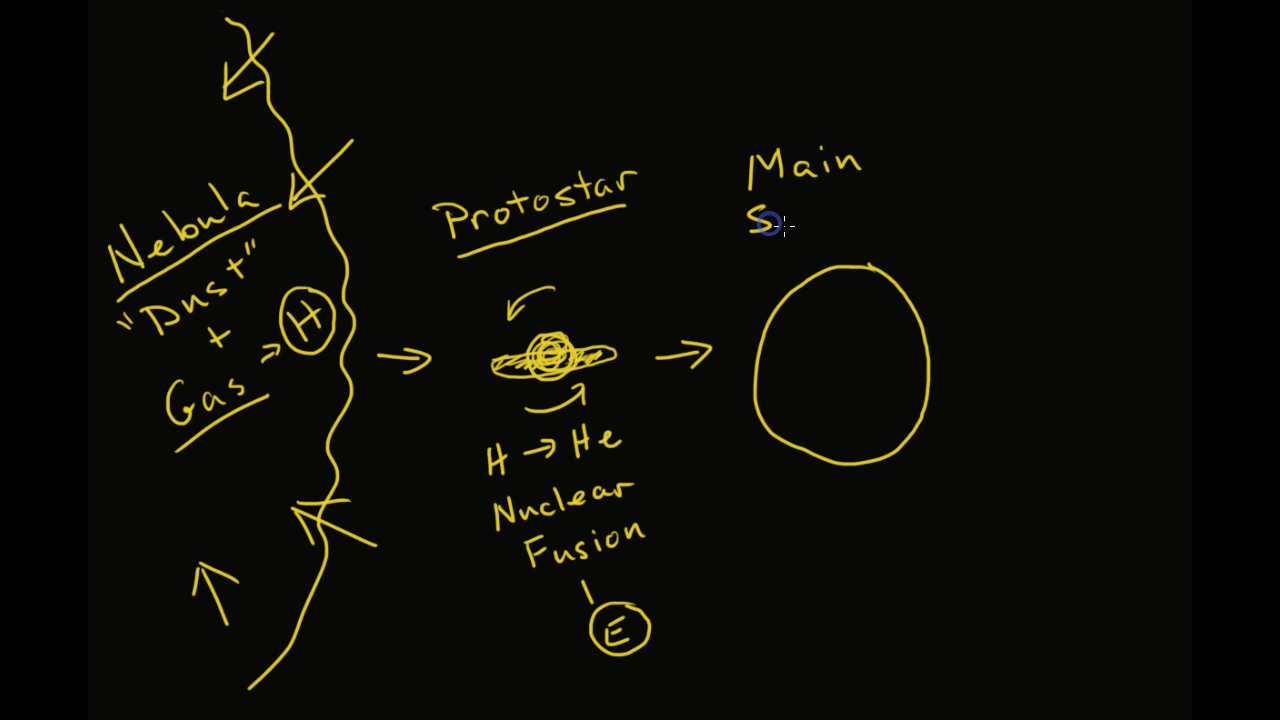 Nebula
"Dust"
+
Gas → H
Protostar
H → He
Nuclear
Fusion
E
Main
S